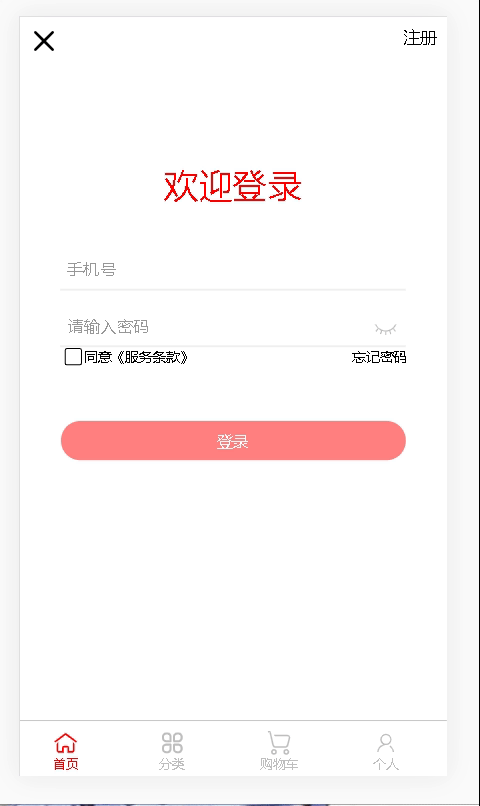 注册
欢迎登录
手机号
请输入密码
同意《服务条款》 忘记密码
登录
首页 分类 购物车 个人